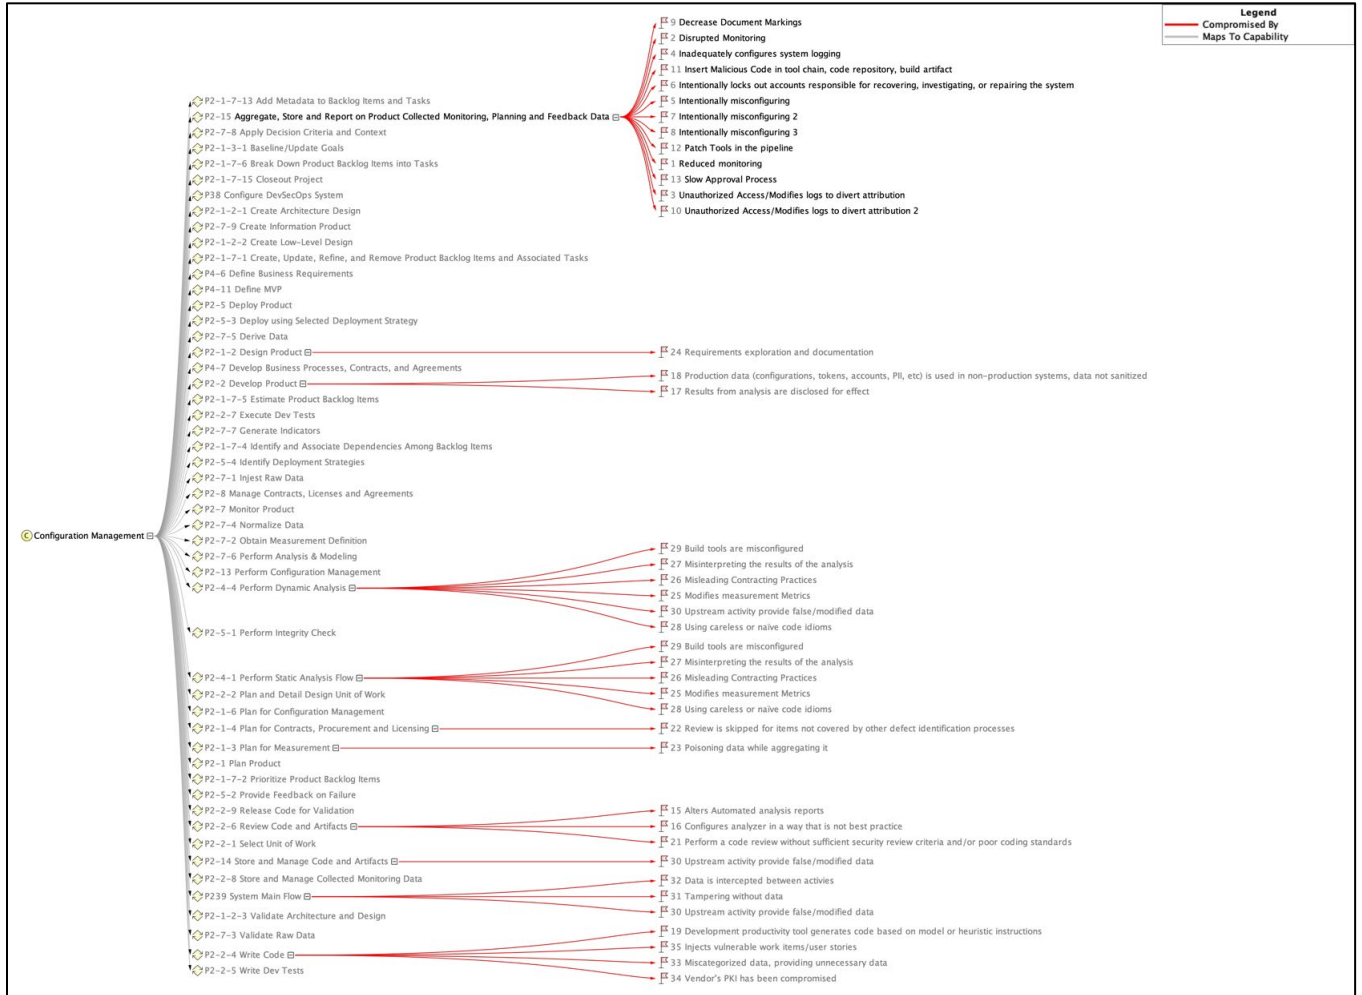 Legend
Compromised By
Maps To Capability
Configuration Management
P2-1-7-13 Add Metadata to Backlog Items and Tasks
P2-15 Aggregate, Store and Report on Product Collected Monitoring, Planning and Feedback Data
9 Decrease Document Markings
2 Disrupted Monitoring
4 Inadequately configures system logging
11 Insert Malicious Code in tool chain, code repository, build artifact
6 Intentionally locks out accounts responsible for recovering, investigating, or repairing the system
5 Intentionally misconfiguring
7 Intentionally misconfiguring 2
8 Intentionally misconfiguring 3
12 Patch Tools in the pipeline
1 Reduced monitoring
13 Slow Approval Process
3 Unauthorized Access/Modifies logs to divert attribution
10 Unauthorized Access/Modifies logs to divert attribution 2
P2-7-8 Apply Decision Criteria and Context
P2-1-3-1 Baseline/Update Goals
P2-1-7-6 Break Down Product Backlog Items into Tasks
P2-1-7-15 Closeout Project
P38 Configure DevSecOps System
P2-1-2-1 Create Architecture Design
P2-7-9 Create Information Product
P2-1-2-2 Create Low-Level Design
P2-1-7-1 Create, Update, Refine, and Remove Product Backlog Items and Associated Tasks
P4-6 Define Business Requirements
P4-11 Define MVP
P2-5 Deploy Product
P2-5-3 Deploy using Selected Deployment Strategy
P2-7-5 Derive Data
P2-1-2 Design Product
24 Requirements exploration and documentation
P4-7 Develop Business Processes, Contracts, and Agreements
P2-2 Develop Product
18 Production data (configurations, tokens, accounts, PII, etc) is used in non-production systems, data not sanitized
17 Results from analysis are disclosed for effect
P2-1-7-5 Estimate Product Backlog Items
P2-2-7 Execute Dev Tests
P2-7-7 Generate Indicators
P2-1-7-4 Identify and Associate Dependencies Among Backlog Items
P2-5-4 Identify Deployment Strategies
P2-7-1 Injest Raw Data
P2-8 Manage Contracts, Licenses and Agreements
P2-7 Monitor Product
P2-7-4 Normalize Data
P2-7-2 Obtain Measurement Definition
P2-7-6 Perform Analysis & Modeling
P2-13 Perform Configuration Management
P2-4-4 Perform Dynamic Analysis
29 Build tools are misconfigured
27 Misinterpreting the results of the analysis
26 Misleading Contracting Practices
25 Modifies measurement Metrics
30 Upstream activity provide false/modified data
28 Using careless or naïve code idioms
P2-5-1 Perform Integrity Check
P2-4-1 Perform Static Analysis Flow
29 Build tools are misconfigured
27 Misinterpreting the results of the analysis
26 Misleading Contracting Practices
25 Modifies measurement Metrics
28 Using careless or naïve code idioms
P2-2-2 Plan and Detail Design Unit of Work
P2-1-6 Plan for Configuration Management
P2-1-4 Plan for Contracts, Procurement and Licensing
22 Review is skipped for items not covered by other defect identification processes
P2-1-3 Plan for Measurement
23 Poisoning data while aggregating it
P2-1 Plan Product
P2-1-7-2 Prioritize Product Backlog Items
P2-5-2 Provide Feedback on Failure
P2-2-9 Release Code for Validation
P2-2-6 Review Code and Artifacts
15 Alters Automated analysis reports
16 Configures analyzer in a way that is not best practice
21 Perform a code review without sufficient security review criteria and/or poor coding standards
P2-2-1 Select Unit of Work
P2-14 Store and Manage Code and Artifacts
30 Upstream activity provide false/modified data
P2-2-8 Store and Manage Collected Monitoring Data
P239 System Main Flow
32 Data is intercepted between activies
31 Tampering without data
30 Upstream activity provide false/modified data
P2-1-2-3 Validate Architecture and Design
P2-7-3 Validate Raw Data
P2-2-4 Write Code
19 Development productivity tool generates code based on model or heuristic instructions
35 Injects vulnerable work items/user stories
33 Miscategorized data, providing unnecessary data
34 Vendor's PKI has been compromised
P2-2-5 Write Dev Tests